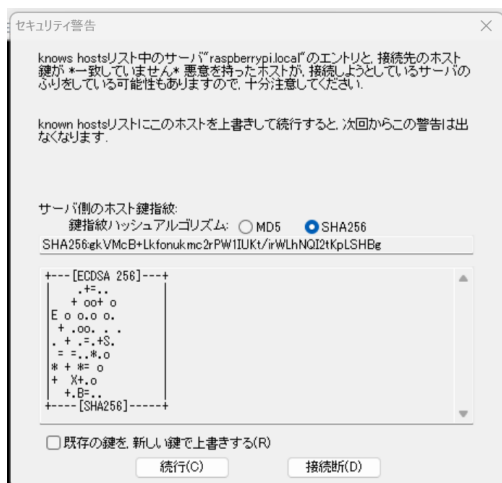 セキュリティ警告
knows hostsリスト中のサーバ"raspberrypi.local"のエントリと, 接続先のホスト
鍵が *一致していません* 悪意を持ったホストが, 接続しようとしているサーバの
ふりをしている可能性もありますので, 十分注意してください.
known hostsリストにこのホストを上書きして続行すると, 次回からこの警告は出
なくなります.
サーバ側のホスト鍵指紋:
鍵指紋ハッシュアルゴリズム: MD5 SHA256
SHA256:gkVMcB+Lkfonukmc2rPW1IUKt/irWLhNQI2tKpLSHBg
+---[ECDSA 256]---+
|     .+=..       |
|    + oo+ o      |
|E o o.o o.       |
| + .oo. . .      |
|. + .=.+S.       |
| = =..*.o        |
|* + *= o         |
|+  X+.o          |
|  +.B=..         |
+----[SHA256]-----+
既存の鍵を, 新しい鍵で上書きする(R)
続行(C) 接続断(D)